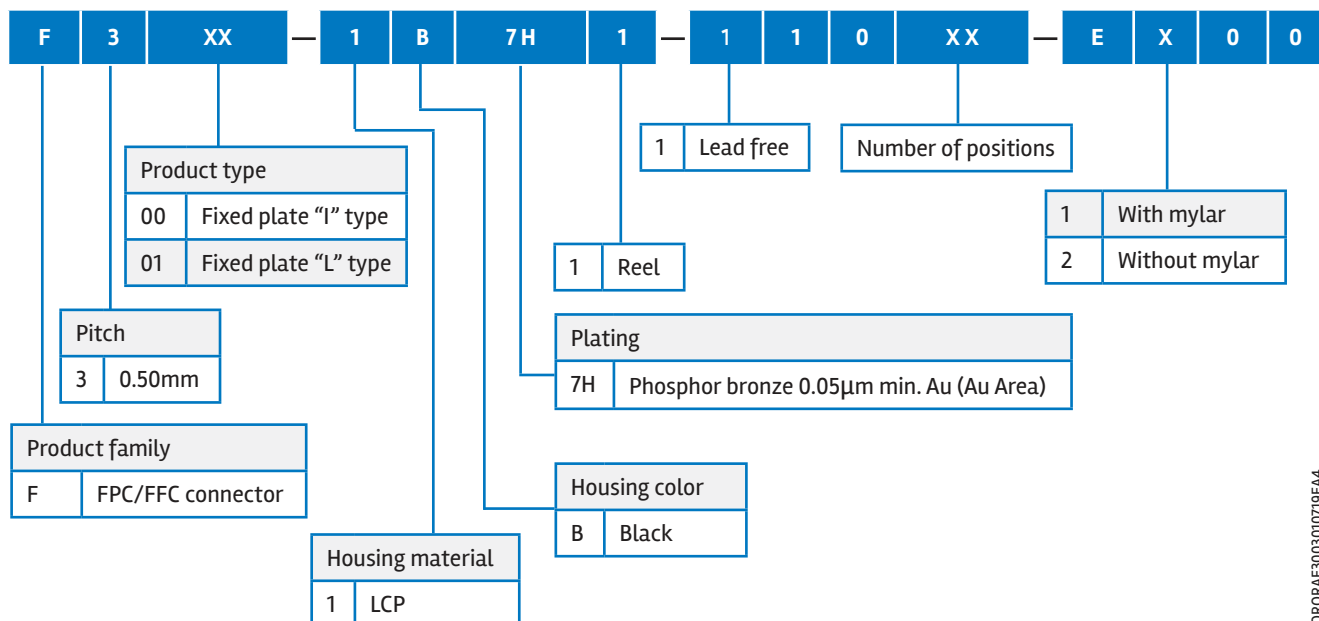 F 3 XX — 1 B 7H 1 — 1 1 0 XX — E X 0 0
1 Lead free
Number of positions
Product type
00 Fixed plate “I” type
01 Fixed plate “L” type
1 With mylar
2 Without mylar
1 Reel
Pitch
3 0.50mm
Plating
7H Phosphor bronze 0.05µm min. Au (Au Area)
Product family
F FPC/FFC connector
Housing color
B Black
Housing material
1 LCP